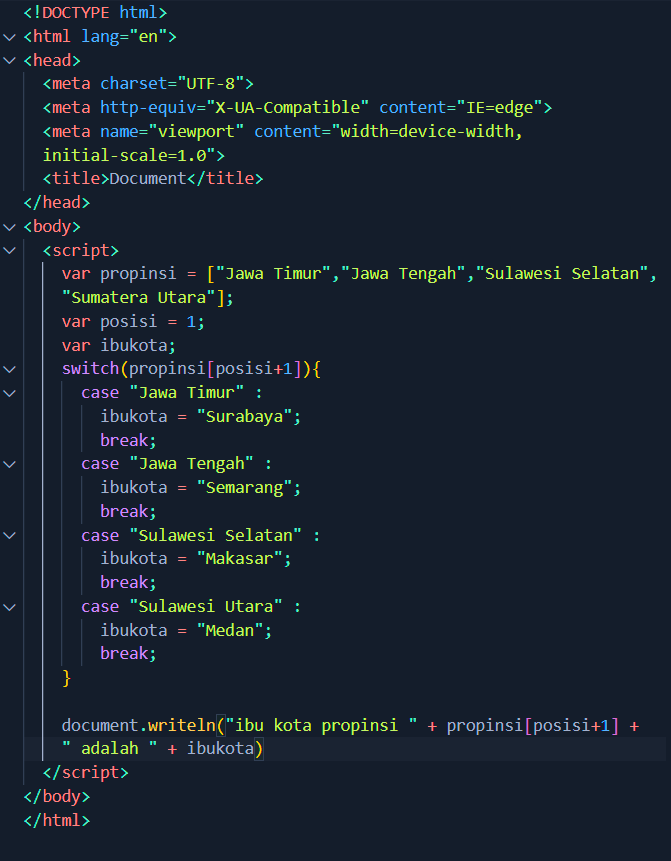 <!DOCTYPE html>
<html lang="en">
<head>
<meta charset="UTF-8">
<meta http-equiv="X-UA-Compatible" content="IE=edge">
<meta name="viewport" content="width=device-width,
initial-scale=1.0">
<title>Document</title>
</head>
<body>
<script>
var propinsi = ["Jawa Timur","Jawa Tengah","Sulawesi Selatan",
"Sumatera Utara"];
var posisi = 1;
var ibukota;
switch(propinsi[posisi+1]){
case "Jawa Timur" :
ibukota = "Surabaya";
break;
case "Jawa Tengah" :
ibukota = "Semarang";
break;
case "Sulawesi Selatan" :
ibukota = "Makasar";
break;
case "Sulawesi Utara" :
ibukota = "Medan";
break;
}
document.writeln("ibu kota propinsi " + propinsi[posisi+1] +
" adalah " + ibukota)
</script>
</body>
</html>